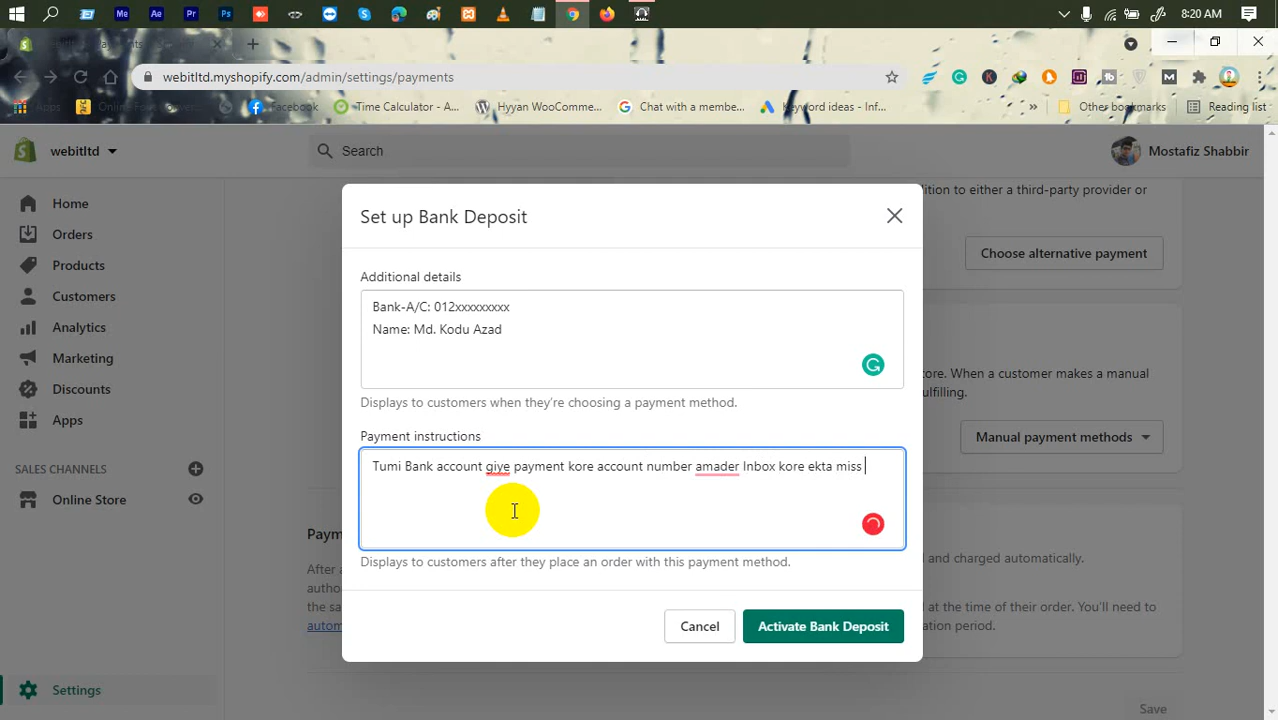 8:20 AM
webitltd.myshopify.com/admin/settings/payments
Apps
Facebook
Time Calculator - A...
Hyyan WooComme...
Chat with a membe...
Keyword ideas - Inf...
»
Other bookmarks
Reading list
webitltd
Search
Mostafiz Shabbir
Home
Orders
Products
Customers
Analytics
Marketing
Discounts
Apps
SALES CHANNELS
Online Store
Settings
dition to either a third-party provider or
Choose alternative payment
ore. When a customer makes a manual
fulfilling.
Manual payment methods
Paym
After a
autho
the sa
autom
d and charged automatically.
d at the time of their order. You'll need to
ation period.
Save
Set up Bank Deposit
Additional details
Bank-A/C: 012xxxxxxxxx
Name: Md. Kodu Azad
Displays to customers when they're choosing a payment method.
Payment instructions
Tumi Bank account giye payment kore account number amader Inbox kore ekta miss
Displays to customers after they place an order with this payment method.
Cancel
Activate Bank Deposit